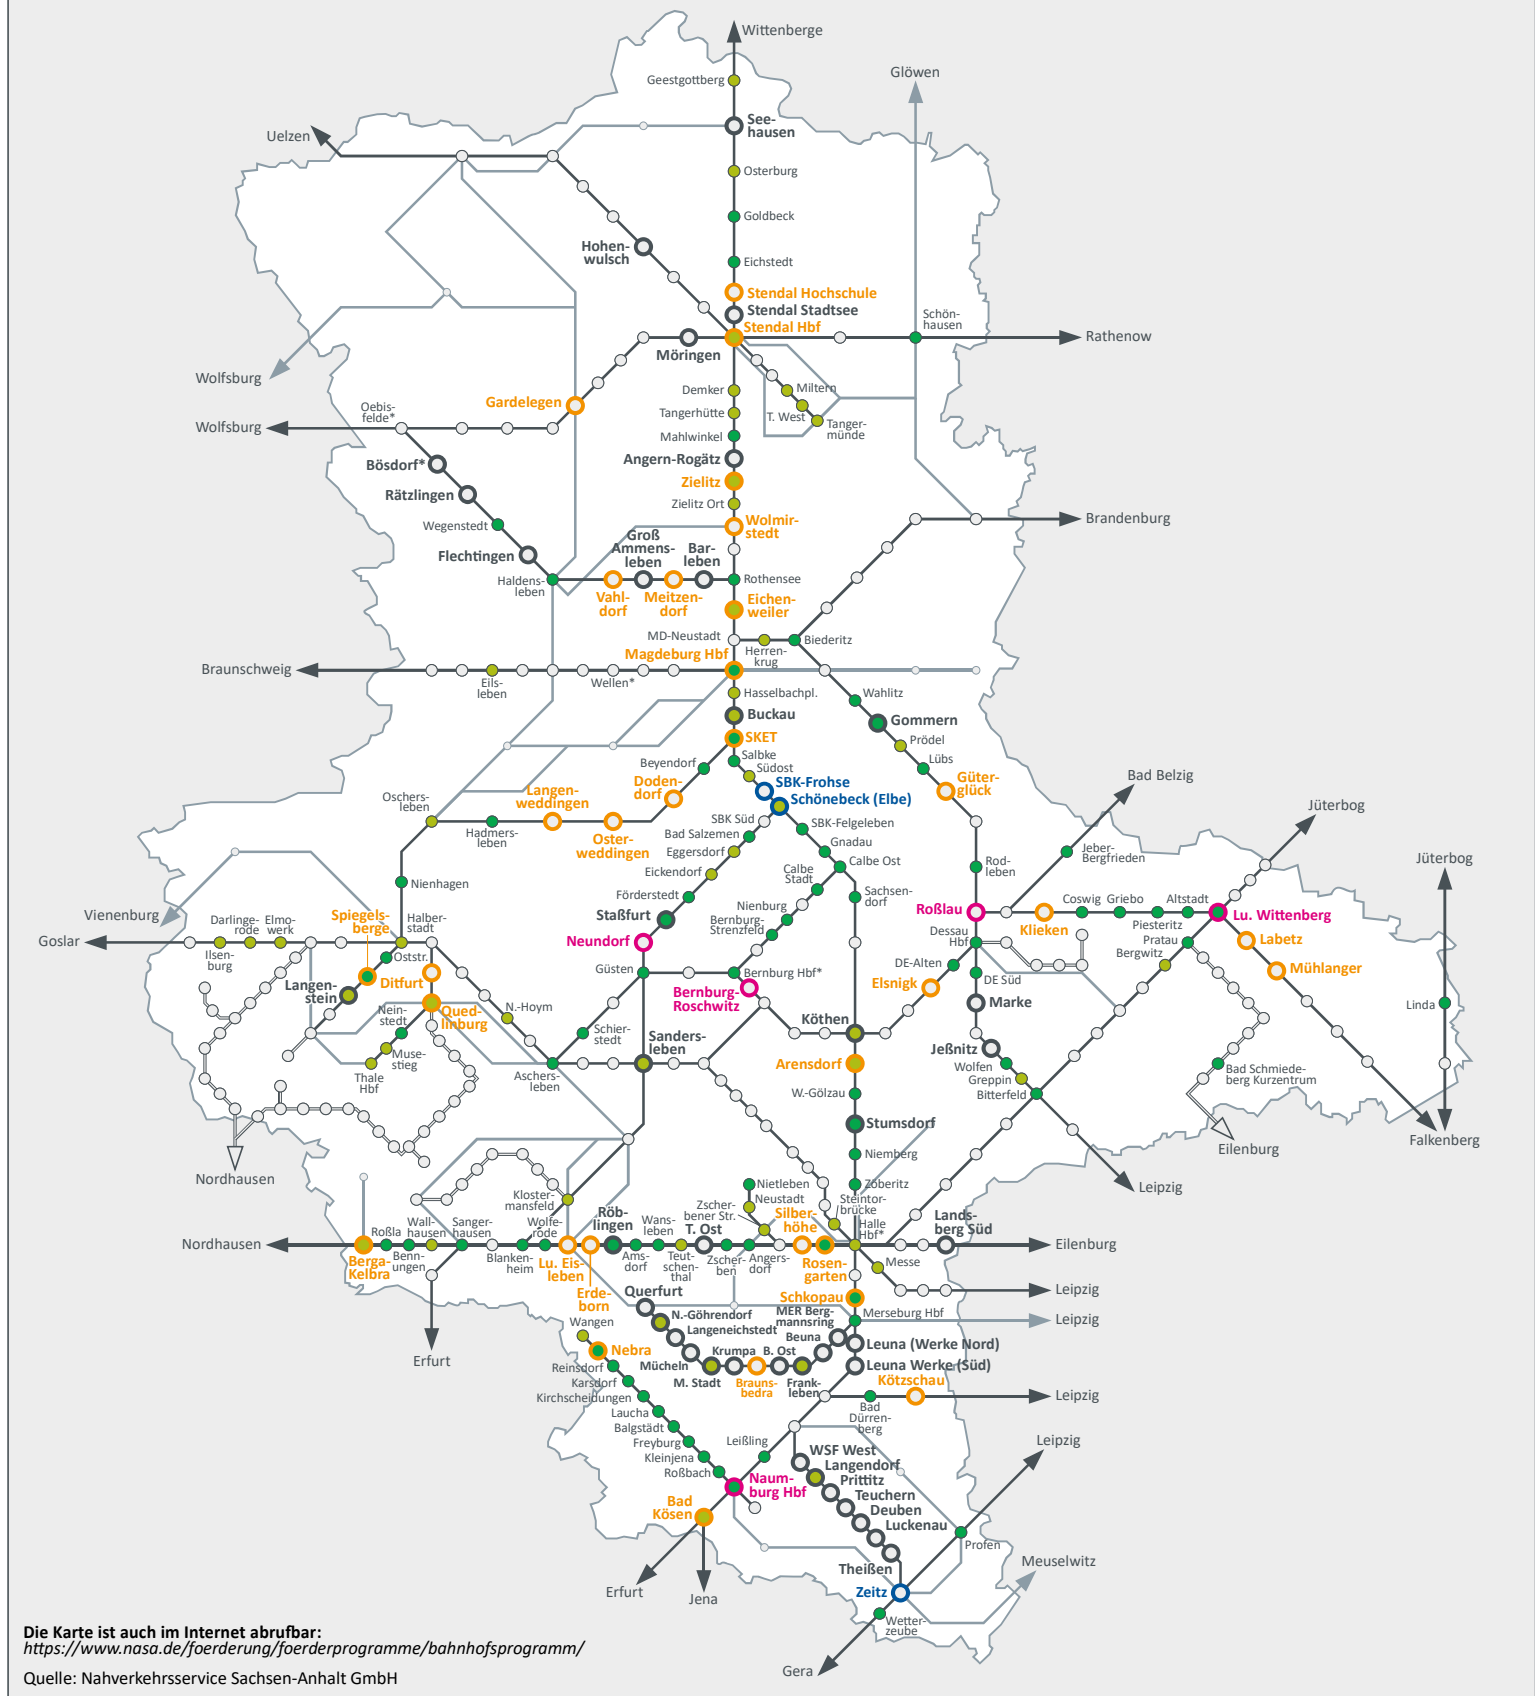 Wittenberge
Geestgottberg
Glöwen
See-
hausen
Uelzen
Osterburg
Goldbeck
Hohen-
wulsch
Eichstedt
Stendal Hochschule
Stendal Stadtsee
Stendal Hbf
Schön-
hausen
Rathenow
Möringen
Wolfsburg
Demker
Miltern
Gardelegen
Oebis-
felde*
Tangerhütte
T. West
Tanger-
münde
Wolfsburg
Mahlwinkel
Angern-Rogätz
Bösdorf*
Zielitz
Rätzlingen
Zielitz Ort
Wegenstedt
Wolmir-
stedt
Brandenburg
Groß
Ammens-
leben
Bar-
leben
Flechtingen
Haldens-
leben
Rothensee
Vahl-
dorf
Meitzen-
dorf
Eichen-
weiler
MD-Neustadt
Biederitz
Herren-
krug
Magdeburg Hbf
Braunschweig
Eils-
leben
Wellen*
Hasselbachpl.
Wahlitz
Buckau
Gommern
SKET
Prödel
Salbke
Lübs
Beyendorf
Südost
Bad Belzig
Doden-
dorf
SBK-Frohse
Güter-
glück
Schönebeck (Elbe)
Langen-
weddingen
Oschers-
leben
Jüterbog
Hadmers-
leben
Oster-
weddingen
SBK Süd
SBK-Felgeleben
Bad Salzemen
Gnadau
Eggersdorf
Jeber-
Bergfrieden
Jüterbog
Calbe Ost
Rod-
leben
Eickendorf
Calbe
Stadt
Nienhagen
Förderstedt
Sachsen-
dorf
Nienburg
Coswig
Griebo
Altstadt
Roßlau
Lu. Wittenberg
Vienenburg
Darlinge-
rode
Elmo-
werk
Spiegels-
berge
Halber-
stadt
Staßfurt
Bernburg-
Strenzfeld
Klieken
Piesteritz
Goslar
Neundorf
Dessau
Hbf
Pratau
Labetz
Ilsen-
burg
Oststr.
Bergwitz
DE-Alten
Mühlanger
Güsten
Bernburg Hbf*
DE Süd
Langen-
stein
Ditfurt
Elsnigk
Bernburg-
Roschwitz
Marke
Linda
Nein-
stedt
Qued-
linburg
N.-Hoym
Köthen
Schier-
stedt
Sanders-
leben
Jeßnitz
Muse-
stieg
Arensdorf
Wolfen
Thale
Hbf
Aschers-
leben
Greppin
Bad Schmiede-
berg Kurzentrum
W.-Gölzau
Bitterfeld
Stumsdorf
Falkenberg
Eilenburg
Niemberg
Nordhausen
Nietleben
Zöberitz
Leipzig
Kloster-
mansfeld
Neustadt
Steintor-
brücke
Zscher-
bener Str.
Silber-
höhe
Röb-
lingen
Wans-
leben
T. Ost
Halle
Hbf*
Lands-
berg Süd
Wall-
hausen
Sanger-
hausen
Wolfe-
rode
Roßla
Nordhausen
Eilenburg
Berga-
Kelbra
Benn-
ungen
Blanken-
heim
Lu. Eis-
leben
Ams-
dorf
Teut-
schen-
thal
Zscher-
ben
Angers-
dorf
Rosen-
garten
Messe
Erde-
born
Leipzig
Querfurt
Schkopau
N.-Göhrendorf
MER Berg-
mannsring
Merseburg Hbf
Leipzig
Wangen
Langeneichstedt
Beuna
Leuna (Werke Nord)
Nebra
Krumpa
B. Ost
Erfurt
Reinsdorf
Mücheln
Leuna Werke (Süd)
Karsdorf
M. Stadt
Brauns-
bedra
Frank-
leben
Kötzschau
Kirchscheidungen
Leipzig
Bad
Dürren-
berg
Laucha
Balgstädt
Freyburg
Leißling
Leipzig
Kleinjena
WSF West
Langendorf
Roßbach
Prittitz
Naum-
burg Hbf
Teuchern
Deuben
Bad
Kösen
Luckenau
Profen
Theißen
Meuselwitz
Erfurt
Jena
Zeitz
Wetter-
zeube
Gera
Die Karte ist auch im Internet abrufbar:
https://www.nasa.de/foerderung/foerderprogramme/bahnhofsprogramm/
Quelle: Nahverkehrsservice Sachsen-Anhalt GmbH